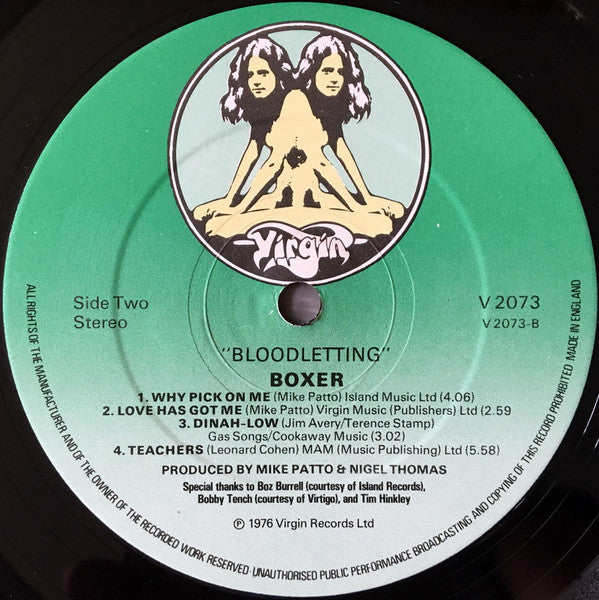 Virgin
Side Two
Stereo
V 2073
V 2073-B
"BLOODLETTING"
BOXER
1. WHY PICK ON ME (Mike Patto) Island Music Ltd (4.06)
2. LOVE HAS GOT ME (Mike Patto) Virgin Music (Publishers) Ltd (2.59
3. DINAH-LOW (Jim Avery/Terence Stamp)
Gas Songs/Cookaway Music (3.02)
4. TEACHERS (Leonard Cohen) MAM (Music Publishing) Ltd (5.58)
PRODUCED BY MIKE PATTO & NIGEL THOMAS
Special thanks to Boz Burrell (courtesy of Island Records),
Bobby Tench (courtesy of Virtigo), and Tim Hinkley
℗ 1976 Virgin Records Ltd
ALL RIGHTS OF THE MANUFACTURER AND OF THE OWNER OF THE RECORDED WORK RESERVED · UNAUTHORISED PUBLIC PERFORMANCE BROADCASTING AND COPYING OF THIS RECORD PROHIBITED MADE IN ENGLAND